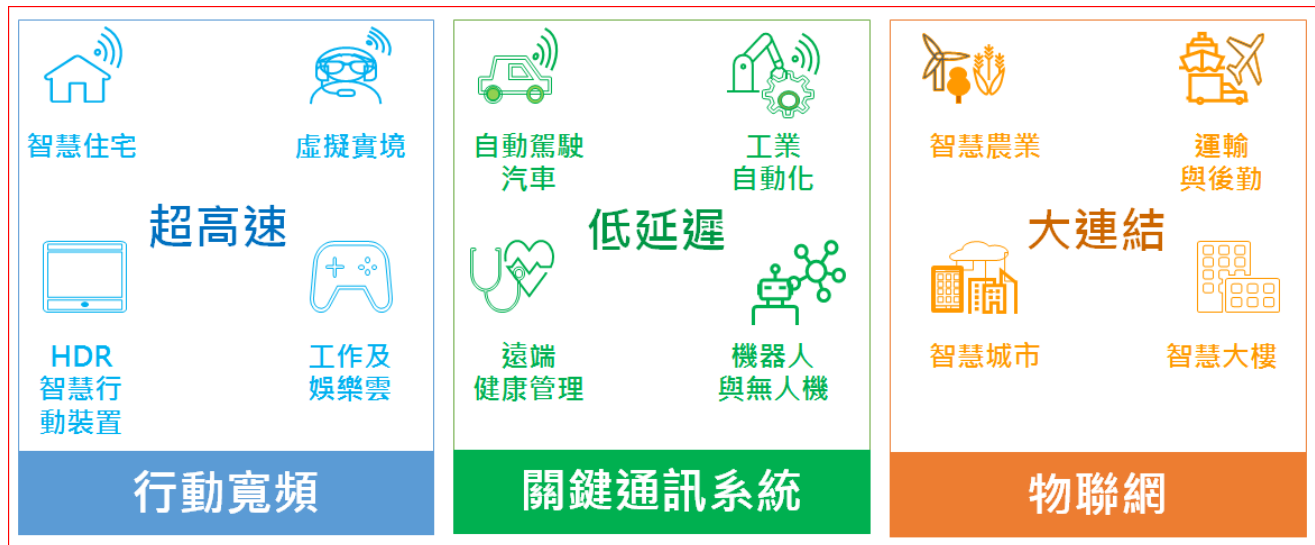 智慧住宅
虛擬實境
超高速
HDR
智慧行
動裝置
工作及
娛樂雲
行動寬頻
自動駕駛
汽車
工業
自動化
低延遲
遠端
健康管理
機器人
與無人機
關鍵通訊系統
智慧農業
運輸
與後勤
大連結
智慧城市
智慧大樓
物聯網